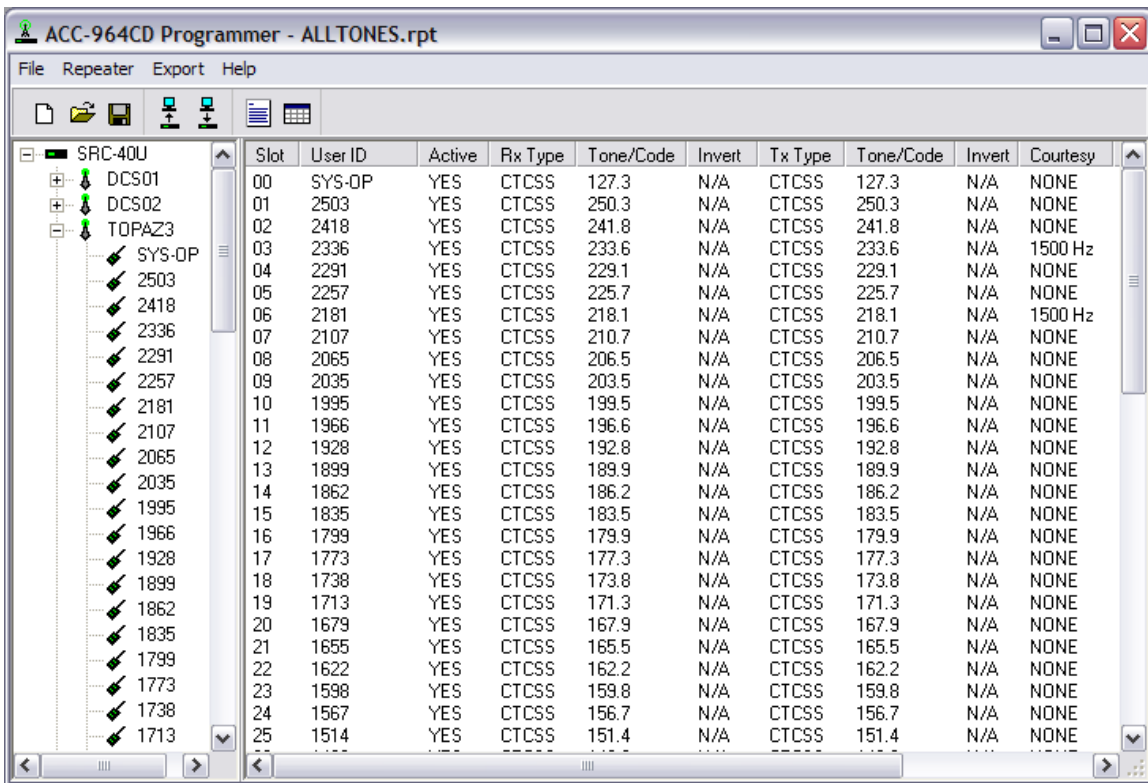 ACC-964CD Programmer - ALLTONES.rpt
File Repeater Export Help
SRC-40U
DCS01
DCS02
TOPAZ3
SYS-OP
2503
2418
2336
2291
2257
2181
2107
2065
2035
1995
1966
1928
1899
1862
1835
1799
1773
1738
1713
Slot User ID Active Rx Type Tone/Code Invert Tx Type Tone/Code Invert Courtesy
00 SYS-OP YES CTCSS 127.3 N/A CTCSS 127.3 N/A NONE
01 2503 YES CTCSS 250.3 N/A CTCSS 250.3 N/A NONE
02 2418 YES CTCSS 241.8 N/A CTCSS 241.8 N/A NONE
03 2336 YES CTCSS 233.6 N/A CTCSS 233.6 N/A 1500 Hz
04 2291 YES CTCSS 229.1 N/A CTCSS 229.1 N/A NONE
05 2257 YES CTCSS 225.7 N/A CTCSS 225.7 N/A NONE
06 2181 YES CTCSS 218.1 N/A CTCSS 218.1 N/A 1500 Hz
07 2107 YES CTCSS 210.7 N/A CTCSS 210.7 N/A NONE
08 2065 YES CTCSS 206.5 N/A CTCSS 206.5 N/A NONE
09 2035 YES CTCSS 203.5 N/A CTCSS 203.5 N/A NONE
10 1995 YES CTCSS 199.5 N/A CTCSS 199.5 N/A NONE
11 1966 YES CTCSS 196.6 N/A CTCSS 196.6 N/A NONE
12 1928 YES CTCSS 192.8 N/A CTCSS 192.8 N/A NONE
13 1899 YES CTCSS 189.9 N/A CTCSS 189.9 N/A NONE
14 1862 YES CTCSS 186.2 N/A CTCSS 186.2 N/A NONE
15 1835 YES CTCSS 183.5 N/A CTCSS 183.5 N/A NONE
16 1799 YES CTCSS 179.9 N/A CTCSS 179.9 N/A NONE
17 1773 YES CTCSS 177.3 N/A CTCSS 177.3 N/A NONE
18 1738 YES CTCSS 173.8 N/A CTCSS 173.8 N/A NONE
19 1713 YES CTCSS 171.3 N/A CTCSS 171.3 N/A NONE
20 1679 YES CTCSS 167.9 N/A CTCSS 167.9 N/A NONE
21 1655 YES CTCSS 165.5 N/A CTCSS 165.5 N/A NONE
22 1622 YES CTCSS 162.2 N/A CTCSS 162.2 N/A NONE
23 1598 YES CTCSS 159.8 N/A CTCSS 159.8 N/A NONE
24 1567 YES CTCSS 156.7 N/A CTCSS 156.7 N/A NONE
25 1514 YES CTCSS 151.4 N/A CTCSS 151.4 N/A NONE